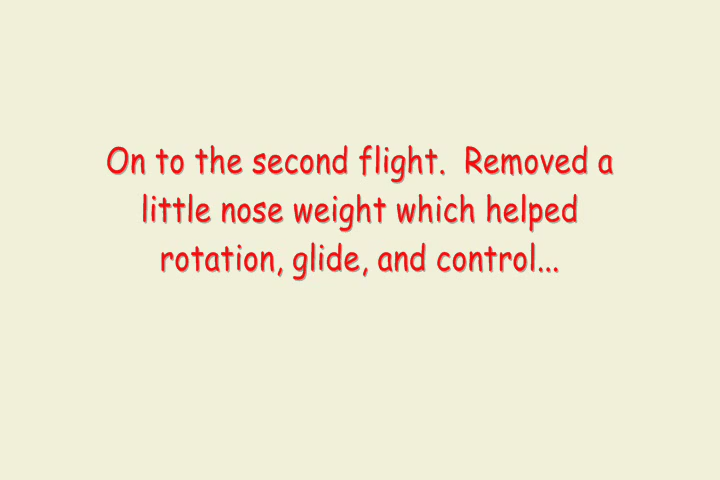 On to the second flight.  Removed a
little nose weight which helped
rotation, glide, and control...